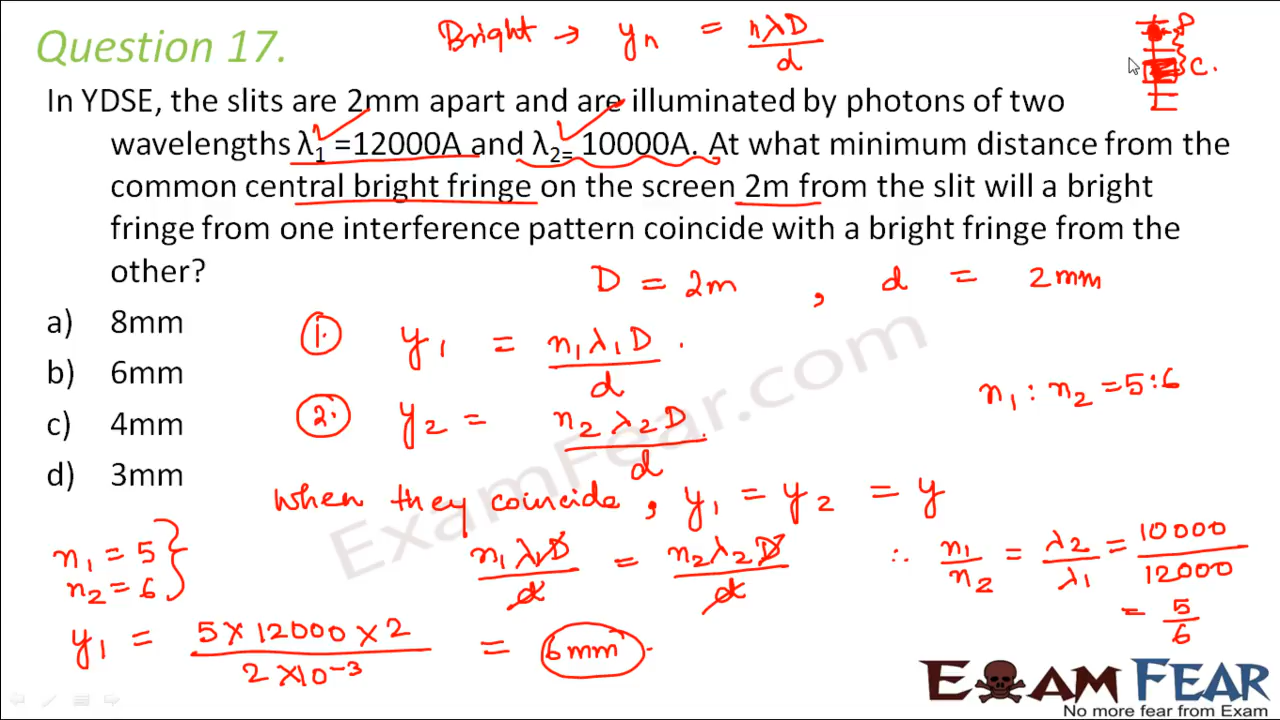 Question 17.
Bright → yn = nλD/d
P
C.
In YDSE, the slits are 2mm apart and are illuminated by photons of two
wavelengths λ1 =12000A and λ2= 10000A. At what minimum distance from the
common central bright fringe on the screen 2m from the slit will a bright
fringe from one interference pattern coincide with a bright fringe from the
other?
D = 2m , d = 2mm
a) 8mm
b) 6mm
c) 4mm
d) 3mm
1. y1 = n1λ1D/d .
2. y2 = n2λ2D/d
n1 : n2 = 5:6
When they coincide, y1 = y2 = y
n1λ1D/d = n2λ2D/d
∴ n1/n2 = λ2/λ1 = 10000/12000
= 5/6
n1 = 5
n2 = 6
y1 = 5 × 12000 × 2 / 2 × 10-3 = 6mm.
ExamFear.com
EXAM FEAR
No more fear from Exam